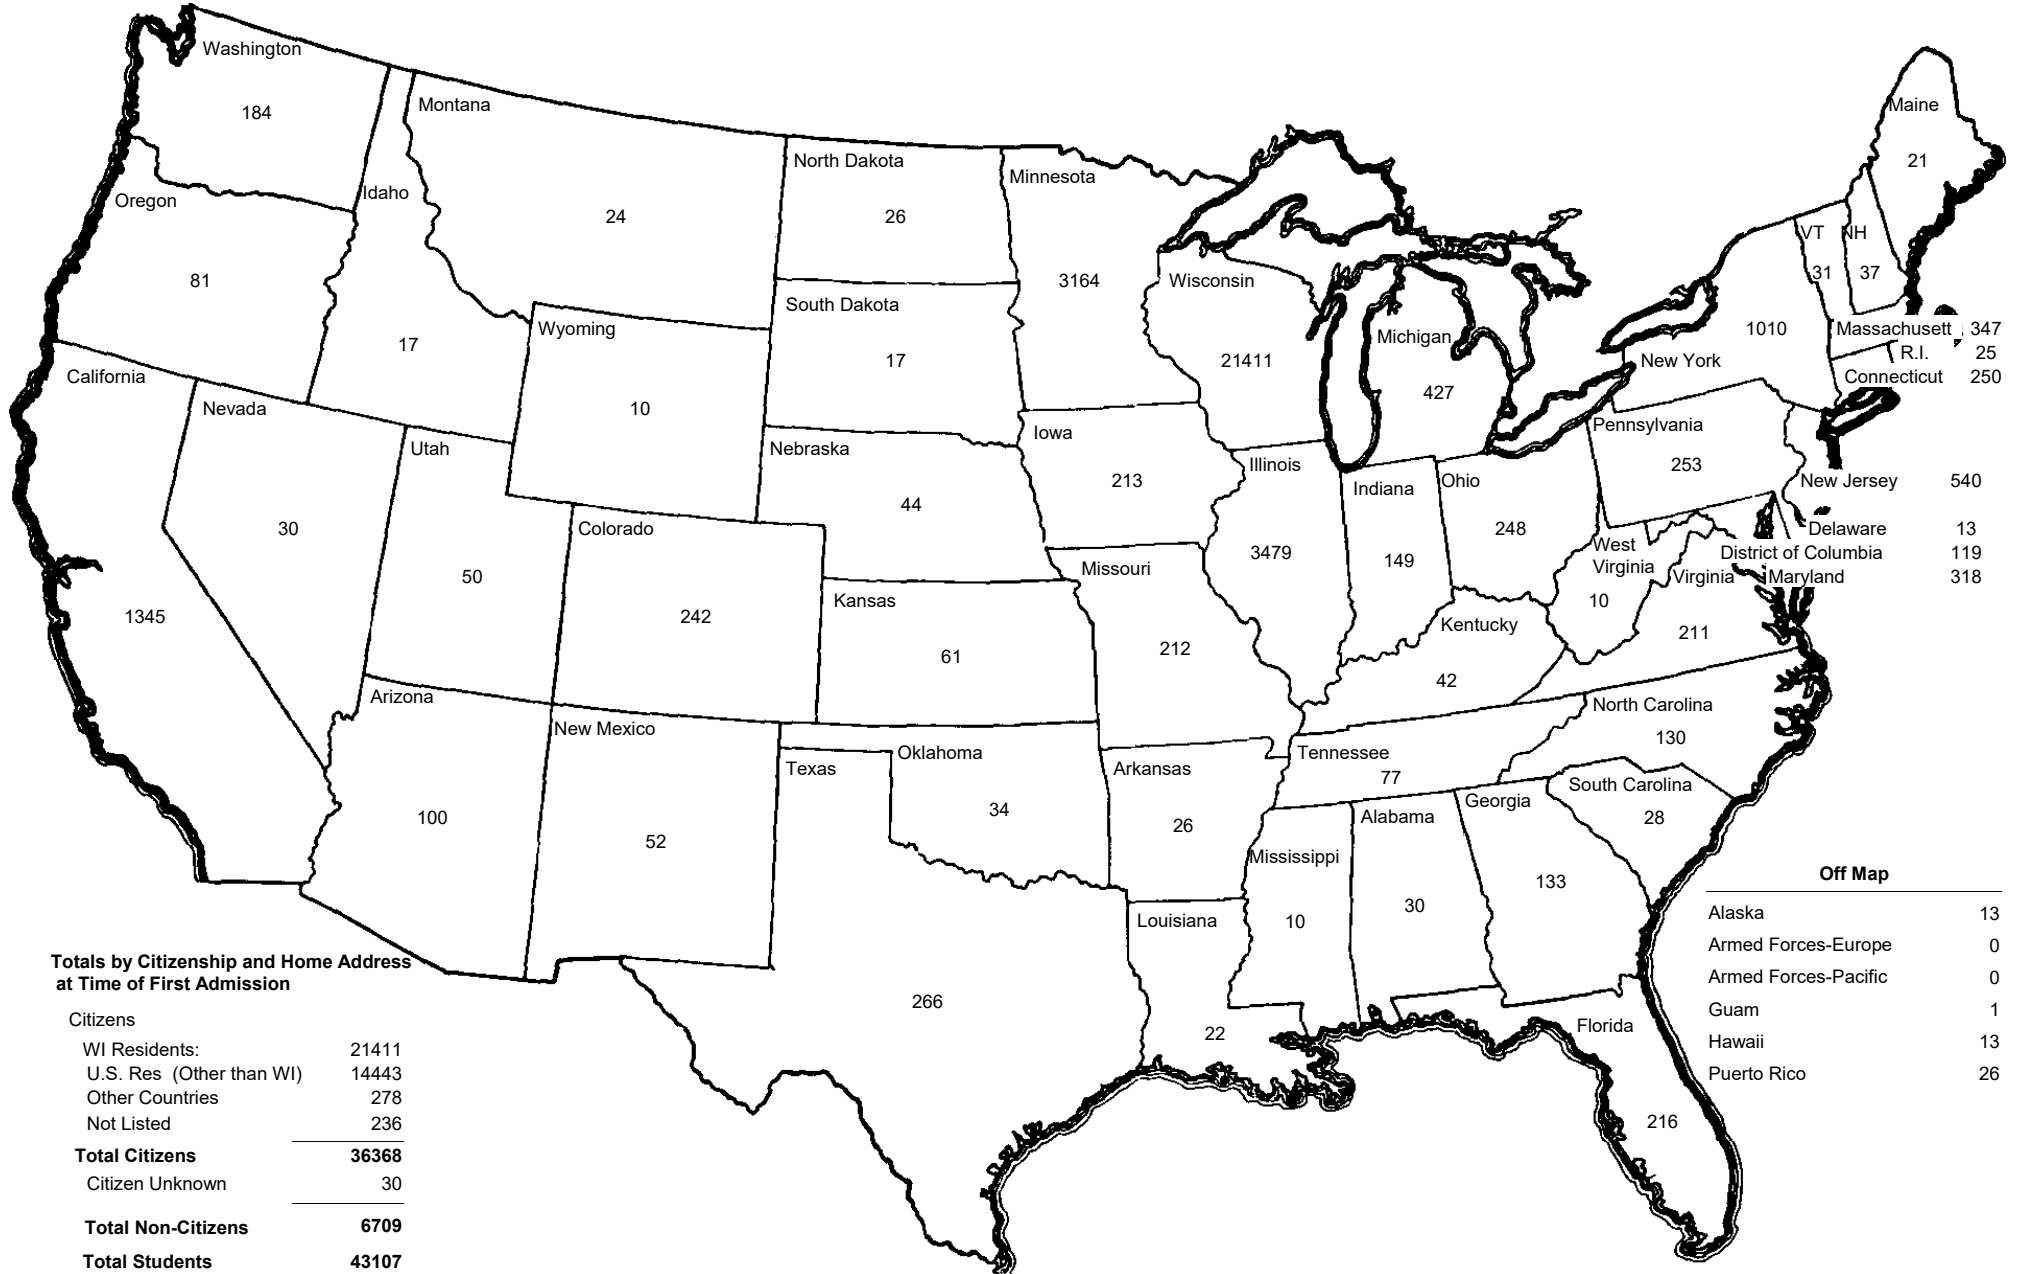 Washington
184
Montana
24
North Dakota
26
Minnesota
3164
Maine
21
Idaho
17
Oregon
81
VT
31
NH
37
Wisconsin
21411
South Dakota
17
Wyoming
10
Michigan
427
1010
New York
Massachusett 347
R.I. 25
Connecticut 250
California
1345
Nevada
30
Utah
50
Nebraska
44
Iowa
213
Illinois
3479
Indiana
149
Ohio
248
Pennsylvania
253
New Jersey 540
Delaware 13
District of Columbia 119
Maryland 318
West
Virginia
10
Virginia
211
Colorado
242
Kansas
61
Missouri
212
Kentucky
42
Arizona
100
New Mexico
52
Texas
266
Oklahoma
34
Arkansas
26
Tennessee
77
North Carolina
130
South Carolina
28
Georgia
133
Alabama
30
Mississippi
10
Louisiana
22
Florida
216
Off Map
Alaska 13
Armed Forces-Europe 0
Armed Forces-Pacific 0
Guam 1
Hawaii 13
Puerto Rico 26
Totals by Citizenship and Home Address
at Time of First Admission
Citizens
WI Residents: 21411
U.S. Res (Other than WI) 14443
Other Countries 278
Not Listed 236
Total Citizens 36368
Citizen Unknown 30
Total Non-Citizens 6709
Total Students 43107